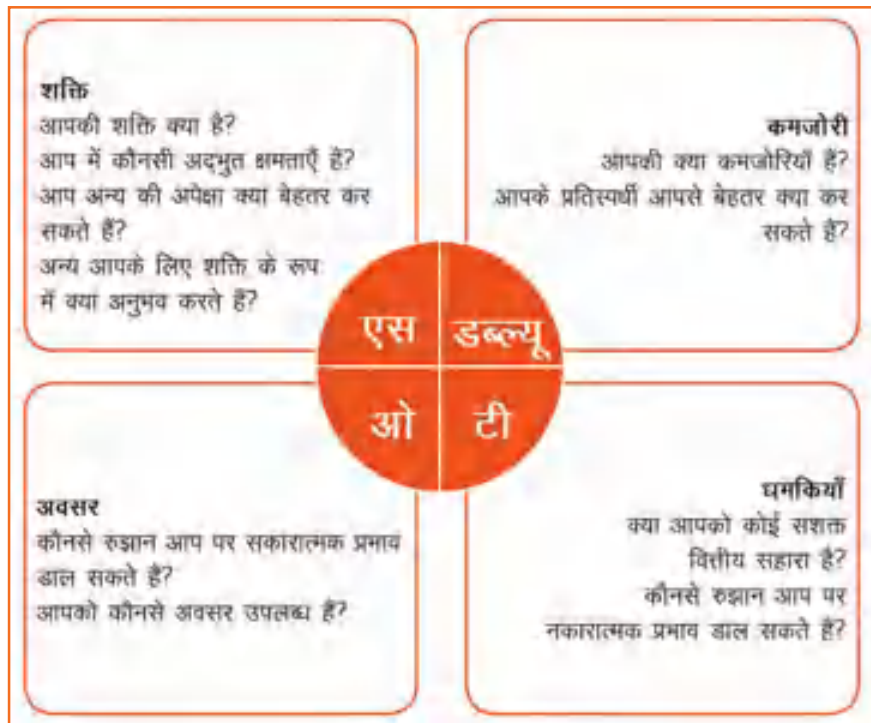 शक्ति
आपकी शक्ति क्या है?
आप में कौनसी अद्भुत क्षमताएँ हैं?
आप अन्य की अपेक्षा क्या बेहतर कर
सकते हैं?
अन्य आपके लिए शक्ति के रूप
में क्या अनुभव करते हैं?
कमजोरी
आपकी क्या कमजोरियाँ हैं?
आपके प्रतिस्पर्धी आपसे बेहतर क्या कर
सकते हैं?
एस
डब्ल्यू
ओ
टी
अवसर
कौनसे रुझान आप पर सकारात्मक प्रभाव
डाल सकते हैं?
आपको कौनसे अवसर उपलब्ध हैं?
धमकियाँ
क्या आपको कोई सशक्त
वित्तीय सहारा है?
कौनसे रुझान आप पर
नकारात्मक प्रभाव डाल सकते हैं?